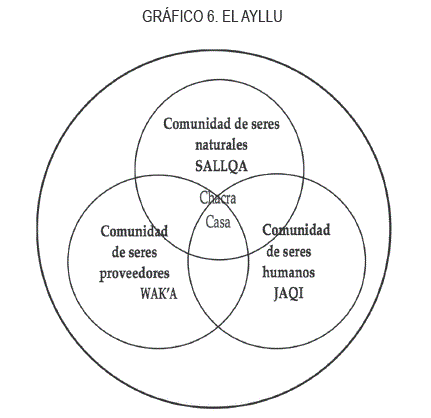 GRÁFICO 6. EL AYLLU
Comunidad de seres
naturales
SALLQA
Chacra
Casa
Comunidad
de seres
proveedores
WAK'A
Comunidad
de seres
humanos
JAQI